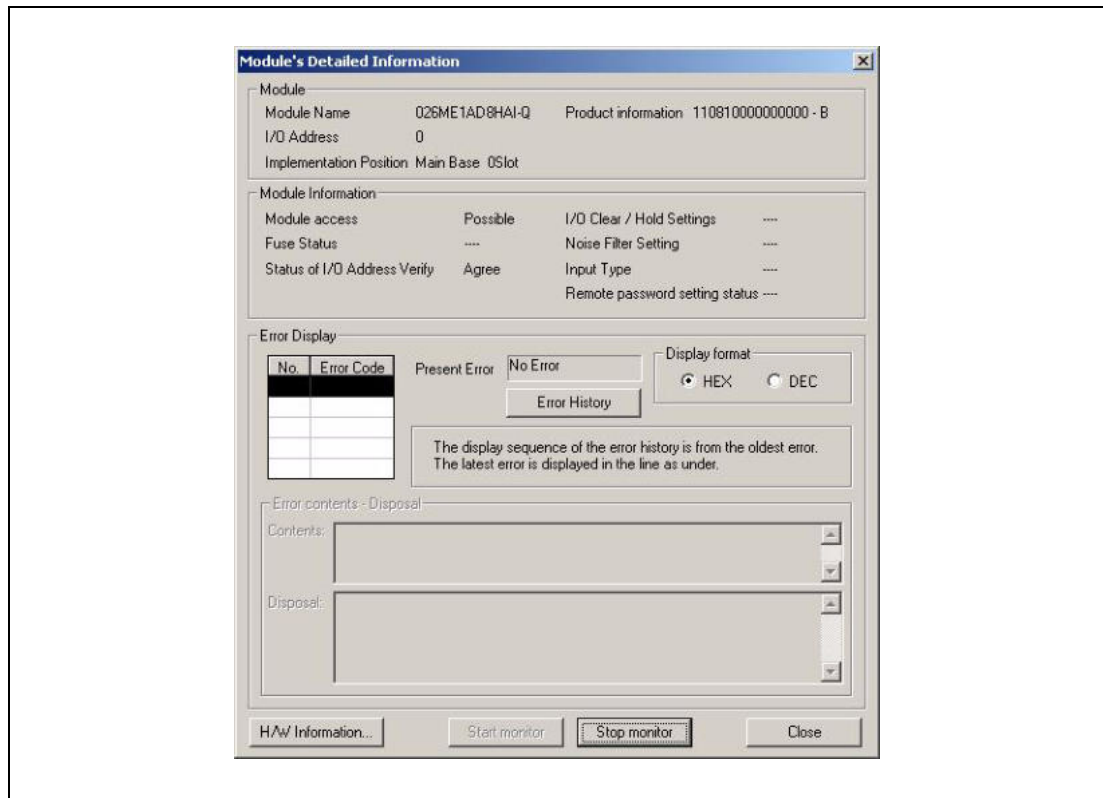 Module's Detailed Information
Module
Module Name 026ME1AD8HAI-Q Product information 110810000000000 - B
I/O Address 0
Implementation Position Main Base 0Slot
Module Information
Module access Possible I/O Clear / Hold Settings ----
Fuse Status ---- Noise Filter Setting ----
Status of I/O Address Verify Agree Input Type ----
Remote password setting status ----
Error Display
No. Error Code
Present Error No Error
Display format
HEX DEC
Error History
The display sequence of the error history is from the oldest error.
The latest error is displayed in the line as under.
Error contents - Disposal
Contents:
Disposal:
H/W Information... Start monitor Stop monitor Close